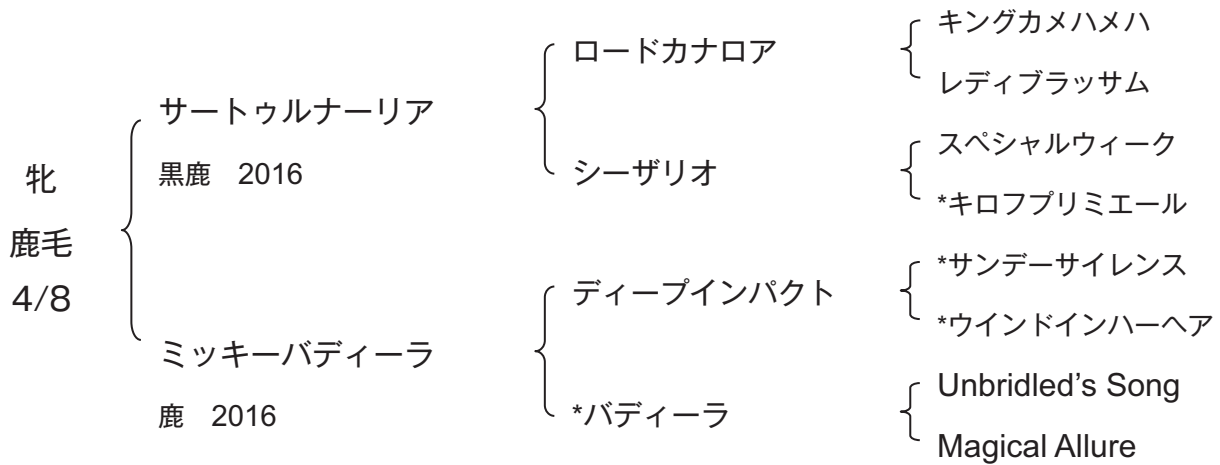 牝
鹿毛
4/8
サートゥルナーリア
黒鹿 2016
ミッキーバディーラ
鹿 2016
ロードカナロア
シーザリオ
ディープインパクト
*バディーラ
キングカメハメハ
レディブラッサム
スペシャルウィーク
*キロフプリミエール
*サンデーサイレンス
*ウインドインハーヘア
Unbridled's Song
Magical Allure